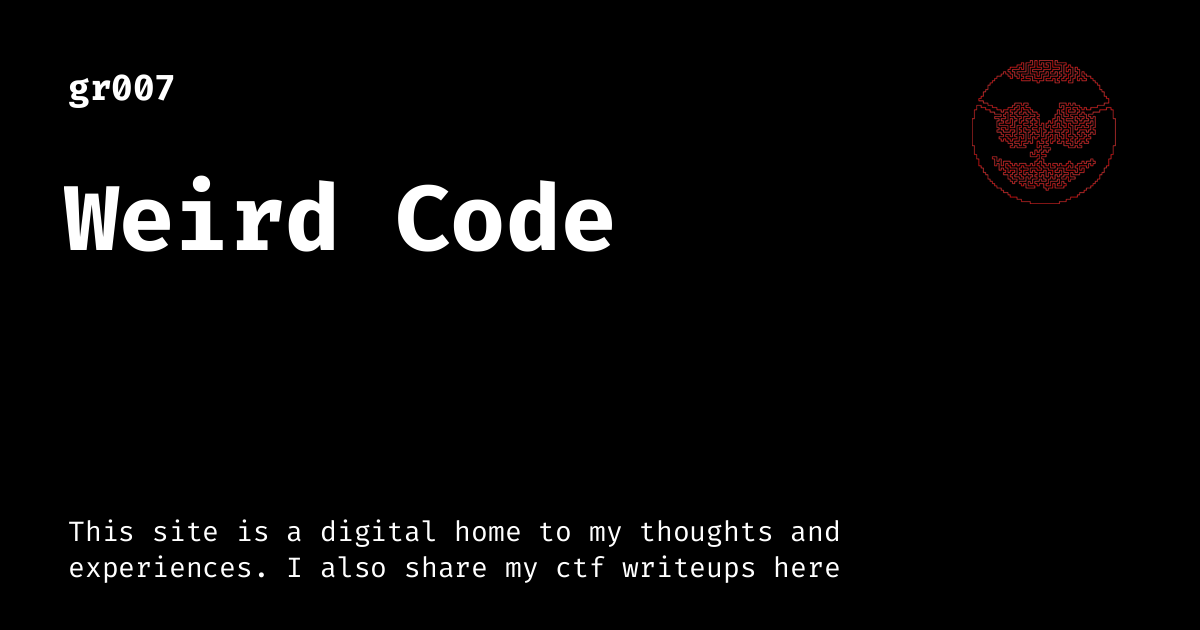 gr007
Weird Code
This site is a digital home to my thoughts and
experiences. I also share my ctf writeups here